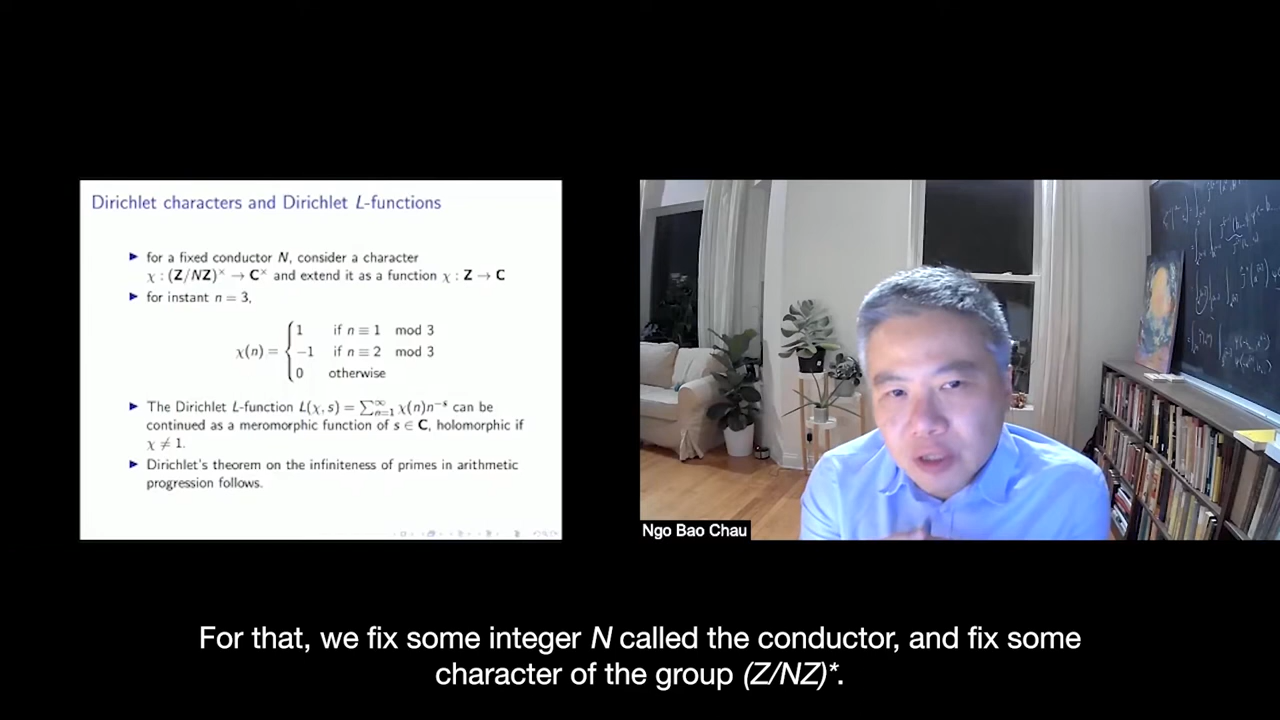 Dirichlet characters and Dirichlet L-functions
▶ for a fixed conductor N, consider a character
χ : (Z/NZ)^× → C^× and extend it as a function χ : Z → C
▶ for instant n = 3,
χ(n) = { 1 if n ≡ 1 mod 3
−1 if n ≡ 2 mod 3
0 otherwise
▶ The Dirichlet L-function L(χ, s) = ∑_{n=1}^∞ χ(n)n^{−s} can be
continued as a meromorphic function of s ∈ C, holomorphic if
χ ≠ 1.
▶ Dirichlet's theorem on the infiniteness of primes in arithmetic
progression follows.
Ngo Bao Chau
For that, we fix some integer N called the conductor, and fix some
character of the group (Z/NZ)*.